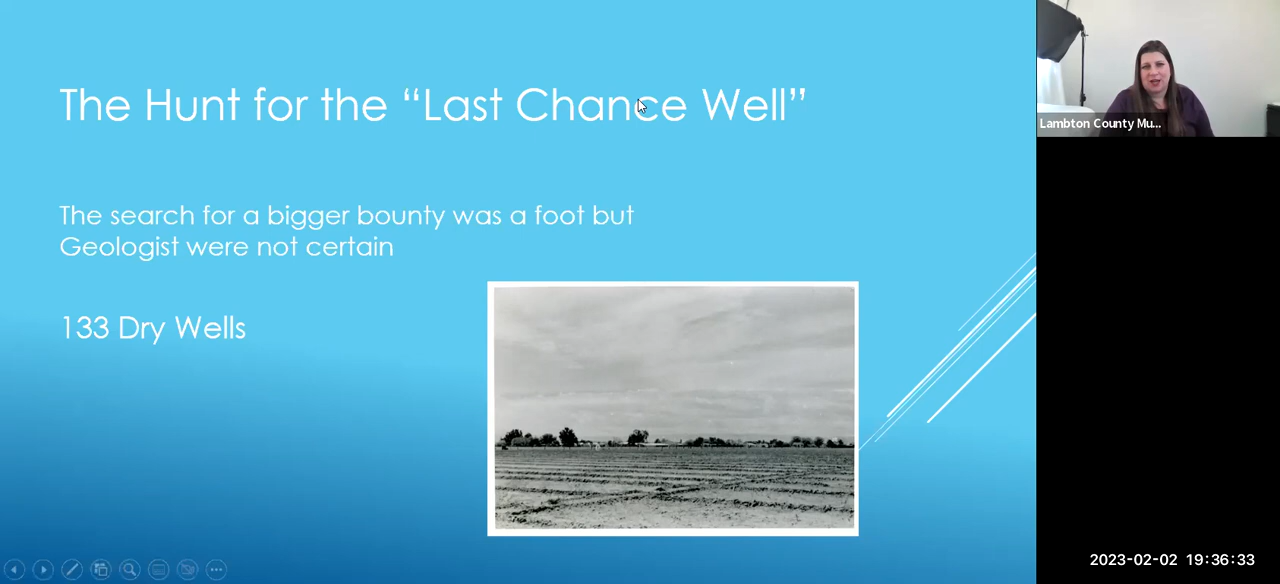 The Hunt for the “Last Chance Well”
The search for a bigger bounty was a foot but
Geologist were not certain
133 Dry Wells
Lambton County Mu...
2023-02-02 19:36:33